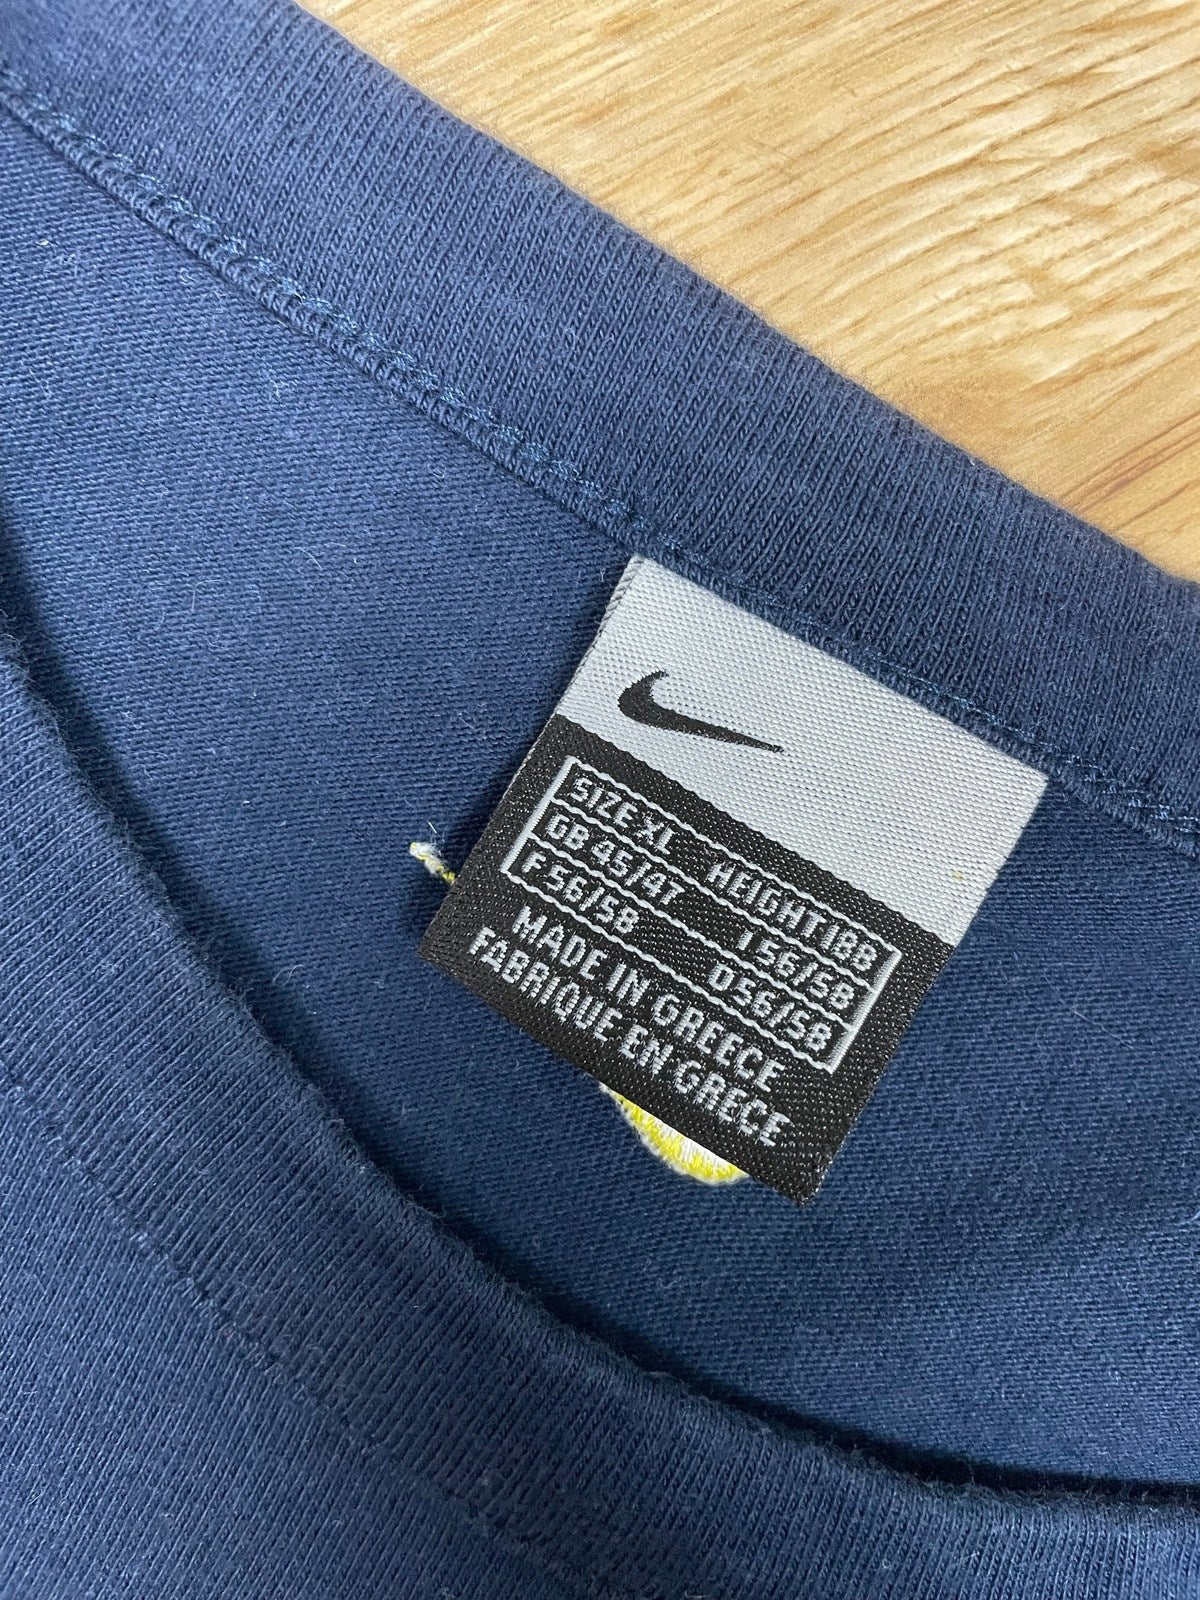 SIZE XL HEIGHT 188
GB 45/47 I 56/58
F 56/58 D 56/58
MADE IN GREECE
FABRIQUE EN GRECE